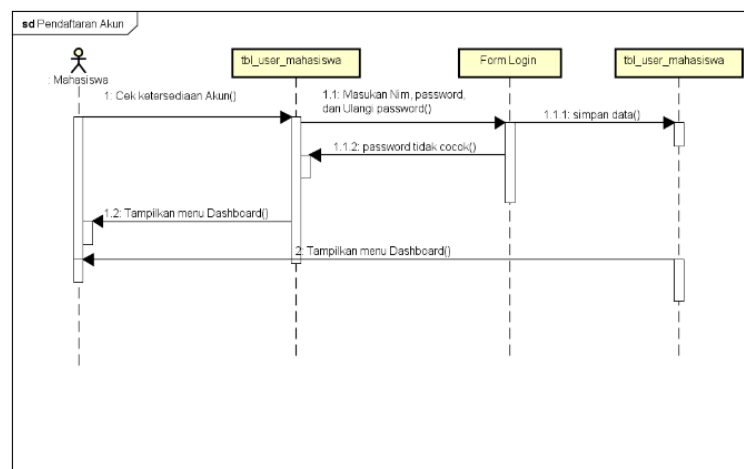 sd Pendaftaran Akun
: Mahasiswa
tbl_user_mahasiswa
Form Login
tbl_user_mahasiswa
1: Cek ketersediaan Akun()
1.1: Masukan Nim, password,
dan Ulangi password()
1.1.1: simpan data()
1.1.2: password tidak cocok()
1.2: Tampilkan menu Dashboard()
2: Tampilkan menu Dashboard()